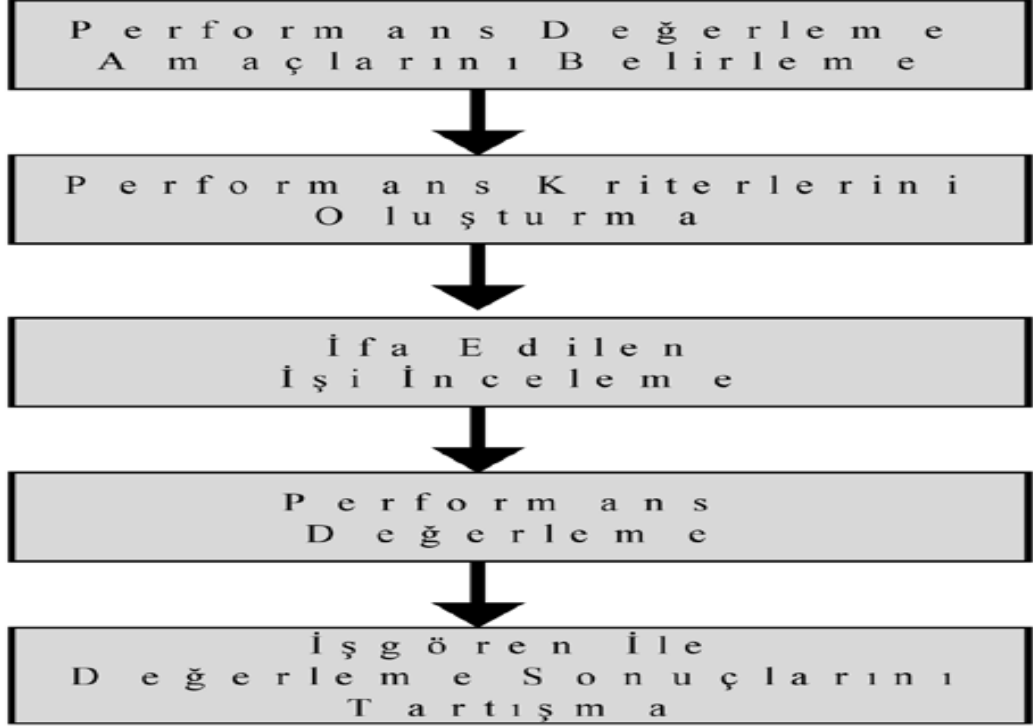 Performans Değerleme
Amaçlarını Belirleme
Performans Kriterlerini
Oluşturma
İfa Edilen
İşi İnceleme
Performans
Değerleme
İşgören İle
Değerleme Sonuçlarını
Tartışma